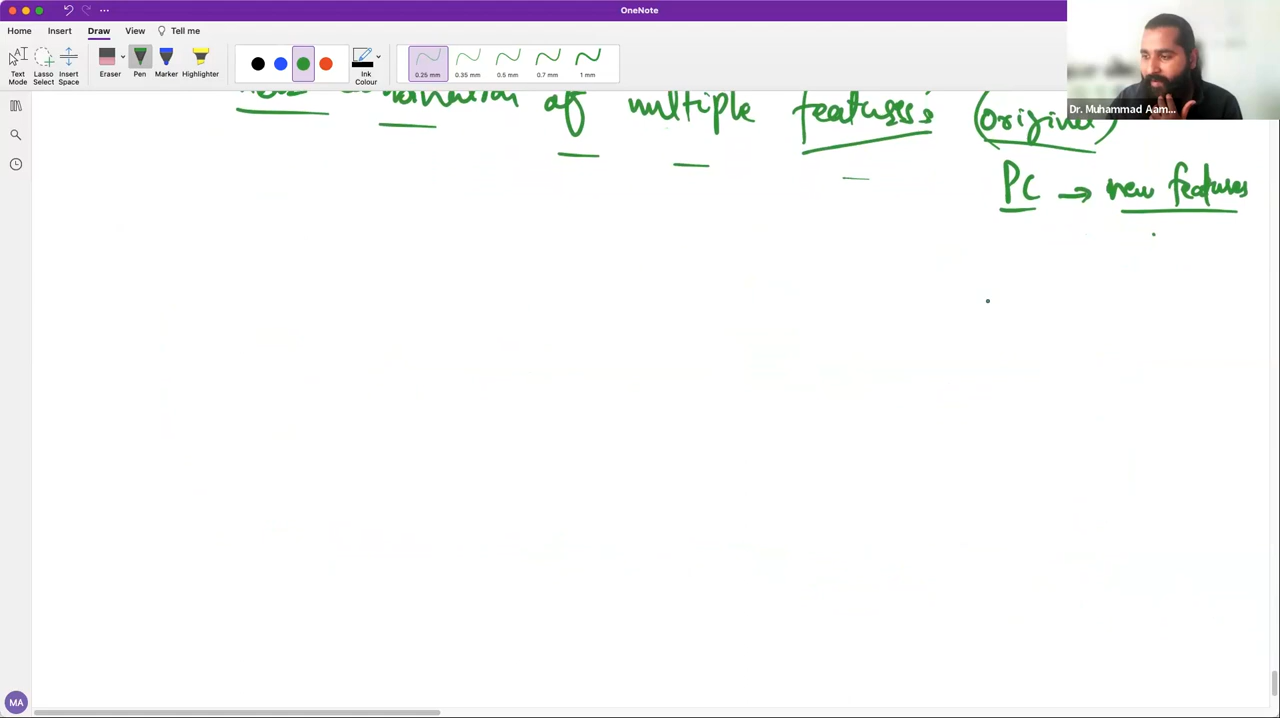 OneNote
Home Insert Draw View Tell me
Text Mode
Lasso Select
Insert Space
Eraser
Pen
Marker
Highlighter
Ink Colour
0.25 mm
0.35 mm
0.5 mm
0.7 mm
1 mm
Dr. Muhammad Aam...
of multiple features (original)
PC → new features
MA